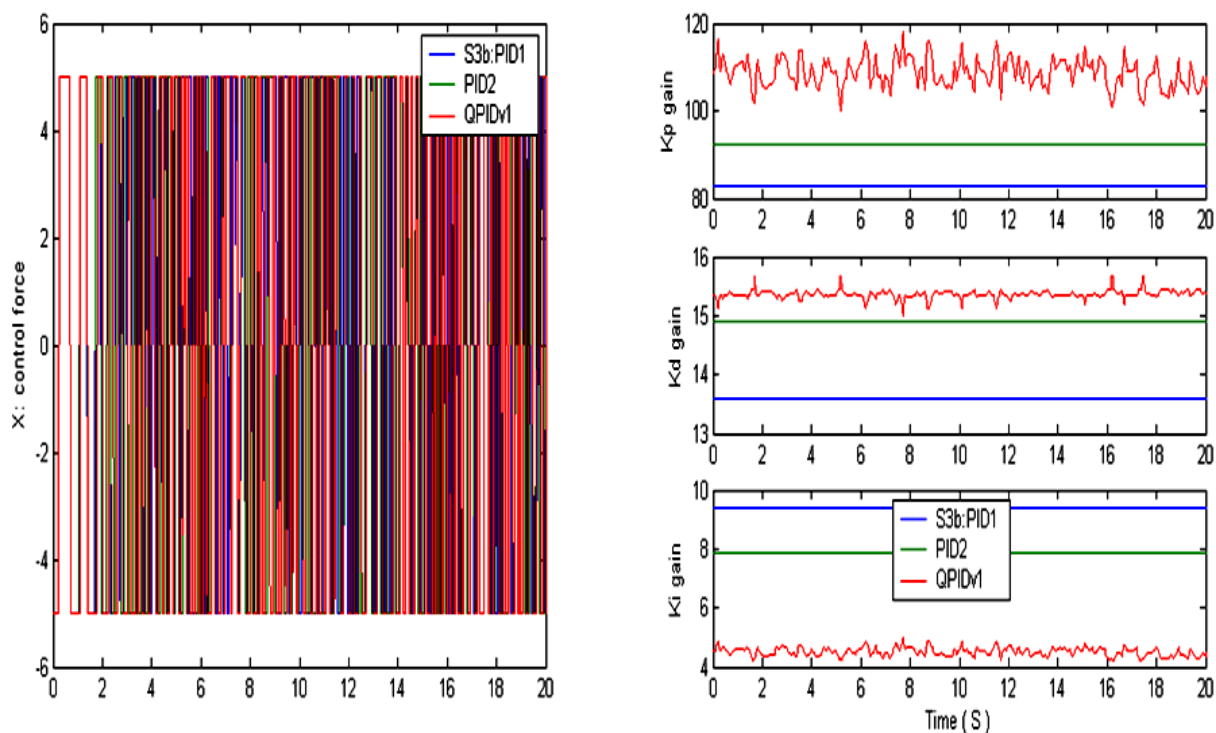 6
4
2
0
-2
-4
-6
X: control force
0 2 4 6 8 10 12 14 16 18 20
S3b:PID1
PID2
QPIDv1
120
100
80
Kp gain
0 2 4 6 8 10 12 14 16 18 20
16
15
14
13
Kd gain
0 2 4 6 8 10 12 14 16 18 20
10
8
6
4
Ki gain
S3b:PID1
PID2
QPIDv1
0 2 4 6 8 10 12 14 16 18 20
Time ( S )